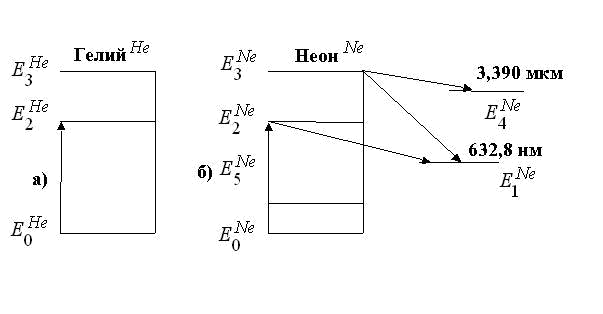 Гелий He
Неон Ne
E₃ᴴᵉ
E₃ᴺᵉ
3,390 мкм
E₂ᴴᵉ
E₂ᴺᵉ
E₄ᴺᵉ
632,8 нм
а)
б) E₅ᴺᵉ
E₁ᴺᵉ
E₀ᴴᵉ
E₀ᴺᵉ